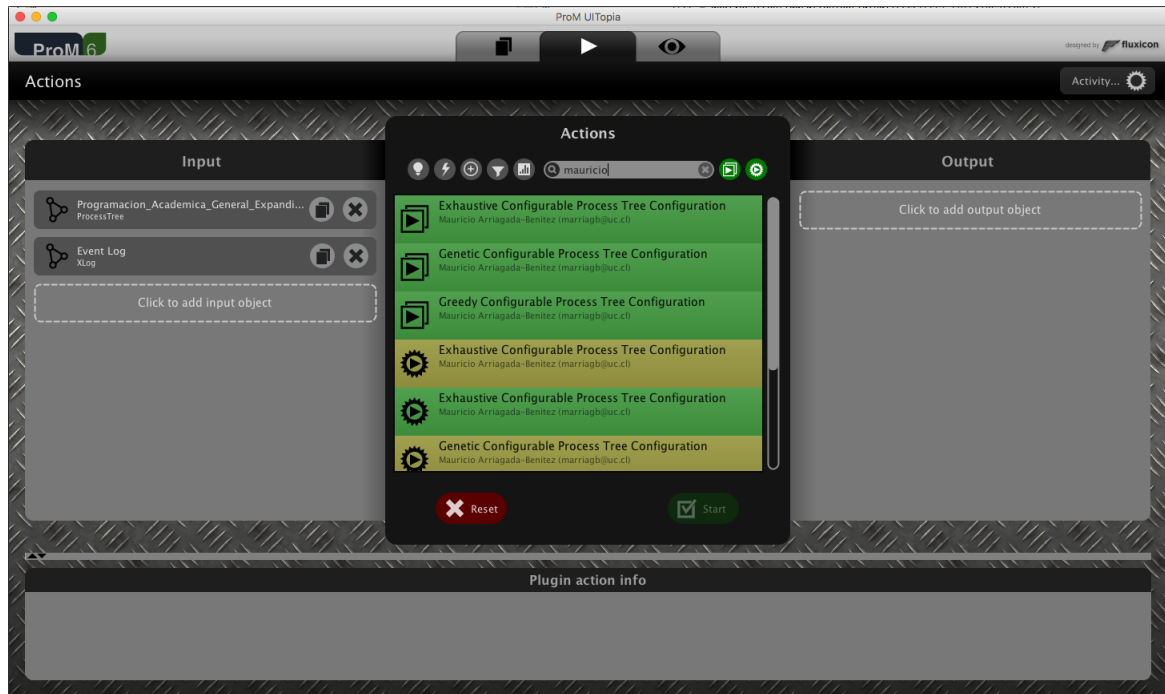 ProM UITopia
ProM 6
designed by fluxicon
Actions
Activity...
Input
Programacion_Academica_General_Expandi...
ProcessTree
Event Log
XLog
Click to add input object
Actions
mauricio
Exhaustive Configurable Process Tree Configuration
Mauricio Arriagada-Benitez (marriagb@uc.cl)
Genetic Configurable Process Tree Configuration
Mauricio Arriagada-Benitez (marriagb@uc.cl)
Greedy Configurable Process Tree Configuration
Mauricio Arriagada-Benitez (marriagb@uc.cl)
Exhaustive Configurable Process Tree Configuration
Mauricio Arriagada-Benitez (marriagb@uc.cl)
Exhaustive Configurable Process Tree Configuration
Mauricio Arriagada-Benitez (marriagb@uc.cl)
Genetic Configurable Process Tree Configuration
Mauricio Arriagada-Benitez (marriagb@uc.cl)
Reset
Start
Output
Click to add output object
Plugin action info